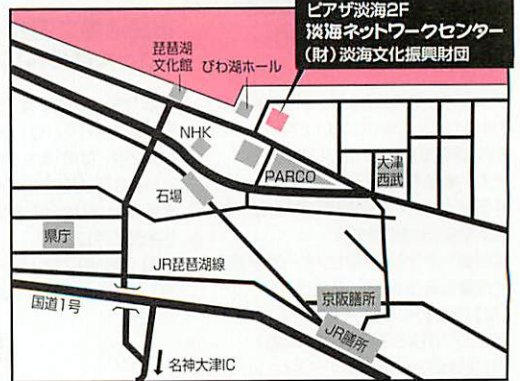 ピアザ淡海2F
淡海ネットワークセンター
(財)淡海文化振興財団
琵琶湖
文化館
びわ湖ホール
NHK
PARCO
大津
西武
石場
県庁
JR琵琶湖線
国道1号
京阪膳所
JR膳所
名神大津IC